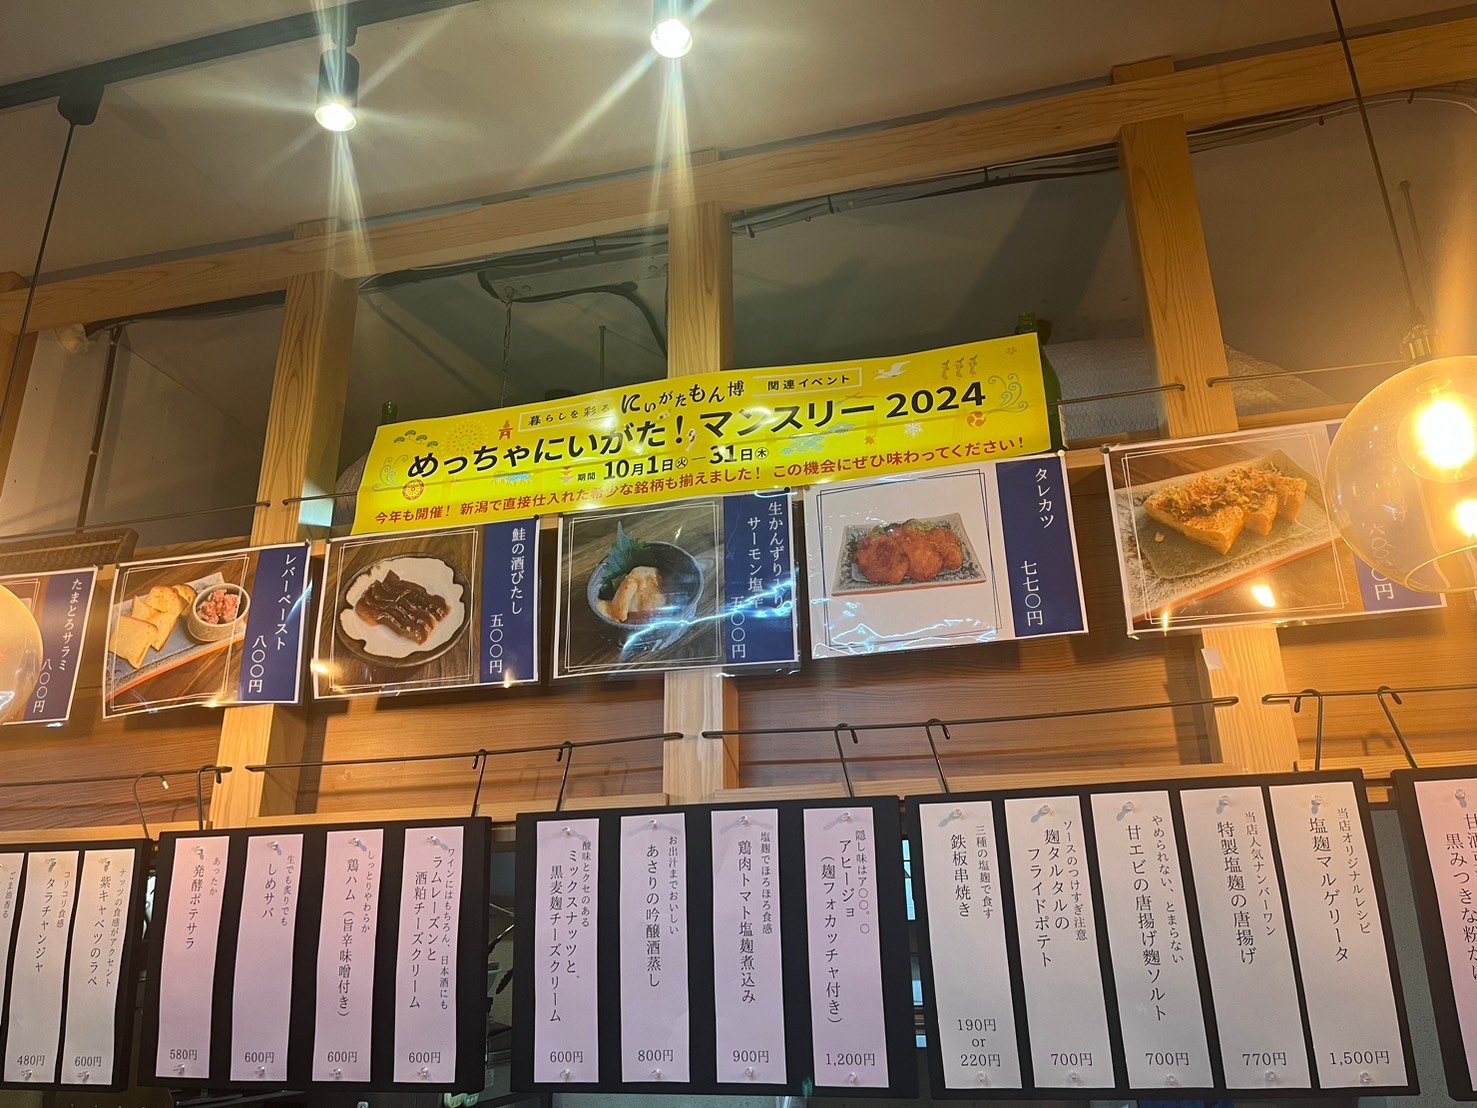 暮らしを彩る にいがたもん博 関連イベント
めっちゃにいがた！マンスリー 2024
期間 10月1日火―31日木
今年も開催！新潟で直接仕入れた希少な銘柄も揃えました！この機会にぜひ味わってください！
たまとろサラミ
八〇〇円
レバーペースト
八〇〇円
鮭の酒びたし
五〇〇円
生かんずり入り
サーモン塩辛
五〇〇円
タレカツ
七七〇円
円
ごま油香る
コリコリ食感
タラチャンジャ
480円
ナッツの食感がアクセント
紫キャベツのラペ
600円
あったか
発酵ポテサラ
580円
生でも炙りでも
しめサバ
600円
しっとりやわらか
鶏ハム（旨辛味噌付き）
600円
ワインにはもちろん、日本酒にも
ラムレーズンと
酒粕チーズクリーム
600円
酸味とクセのある
ミックスナッツと、
黒麦麹チーズクリーム
600円
お出汁までおいしい
あさりの吟醸酒蒸し
800円
塩麹でほろほろ食感
鶏肉トマト塩麹煮込み
900円
隠し味はア〇〇。〇
アヒージョ
（麹フォカッチャ付き）
1,200円
三種の塩麹で食す
鉄板串焼き
190円
or
220円
ソースのつけすぎ注意
麹タルタルの
フライドポテト
700円
やめられない、とまらない
甘エビの唐揚げ麹ソルト
700円
当店人気ナンバーワン
特製塩麹の唐揚げ
770円
当店オリジナルレシピ
塩麹マルゲリータ
1,500円
甘酒
黒みつきな粉がけ